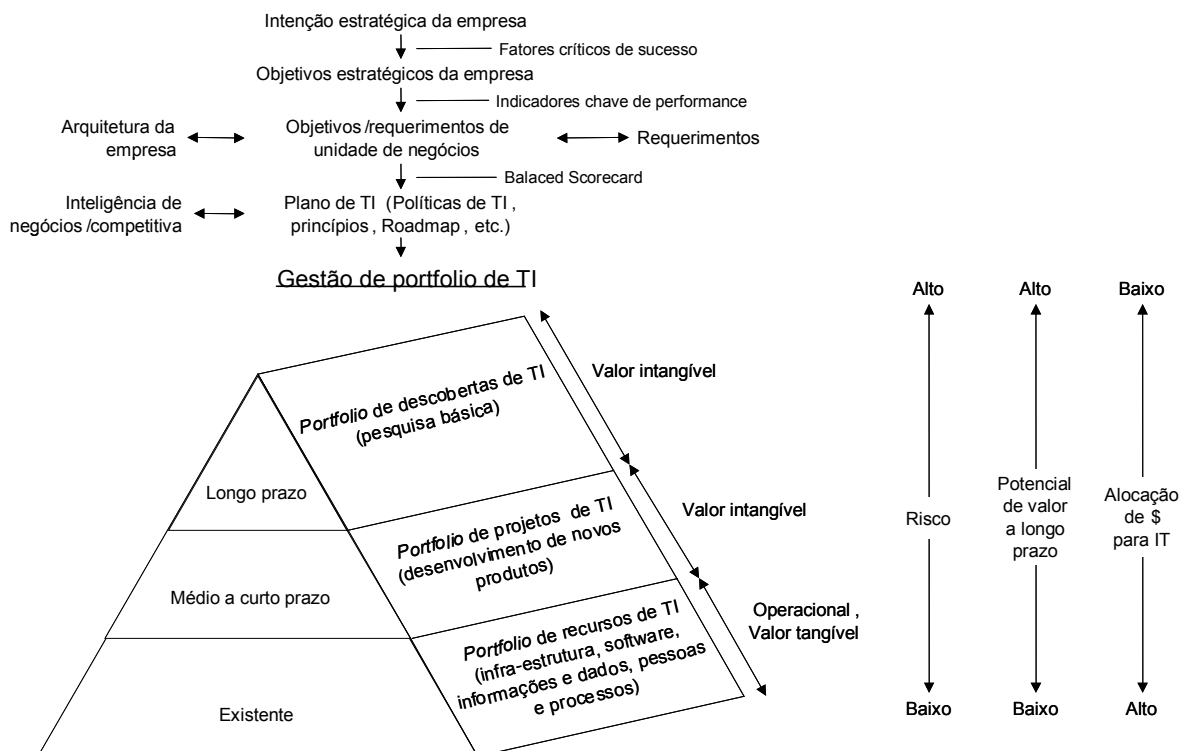 Intenção estratégica da empresa
Fatores críticos de sucesso
Objetivos estratégicos da empresa
Indicadores chave de performance
Arquitetura da
empresa
Objetivos /requerimentos de
unidade de negócios
Requerimentos
Balaced Scorecard
Inteligência de
negócios /competitiva
Plano de TI (Políticas de TI ,
princípios , Roadmap , etc.)
Gestão de portfolio de TI
Portfolio de descobertas de TI
(pesquisa básica)
Valor intangível
Longo prazo
Portfolio de projetos de TI
(desenvolvimento de novos
produtos)
Valor intangível
Médio a curto prazo
Portfolio de recursos de TI
(infra-estrutura, software,
informações e dados, pessoas
e processos)
Operacional ,
Valor tangível
Existente
Alto
Risco
Baixo
Alto
Potencial
de valor
a longo
prazo
Baixo
Baixo
Alocação
de $
para IT
Alto